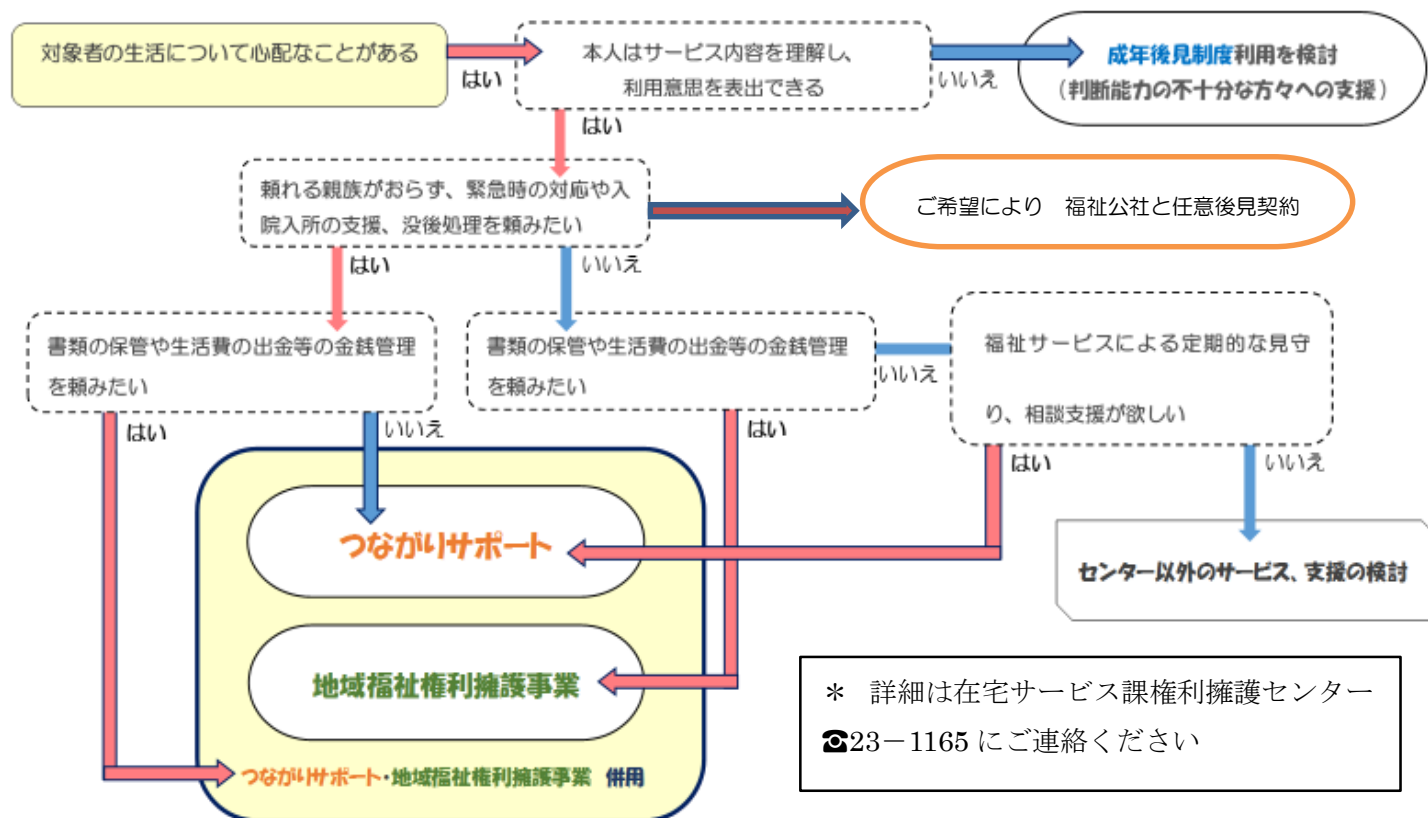 対象者の生活について心配なことがある
はい
本人はサービス内容を理解し、
利用意思を表出できる
いいえ
成年後見制度利用を検討
（判断能力の不十分な方々への支援）
はい
頼れる親族がおらず、緊急時の対応や入
院入所の支援、没後処理を頼みたい
ご希望により　福祉公社と任意後見契約
はい
いいえ
書類の保管や生活費の出金等の金銭管理
を頼みたい
書類の保管や生活費の出金等の金銭管理
を頼みたい
いいえ
福祉サービスによる定期的な見守
り、相談支援が欲しい
はい
いいえ
はい
はい
いいえ
つながりサポート
センター以外のサービス、支援の検討
地域福祉権利擁護事業
つながりサポート・地域福祉権利擁護事業　併用
＊　詳細は在宅サービス課権利擁護センター
☎23－1165 にご連絡ください